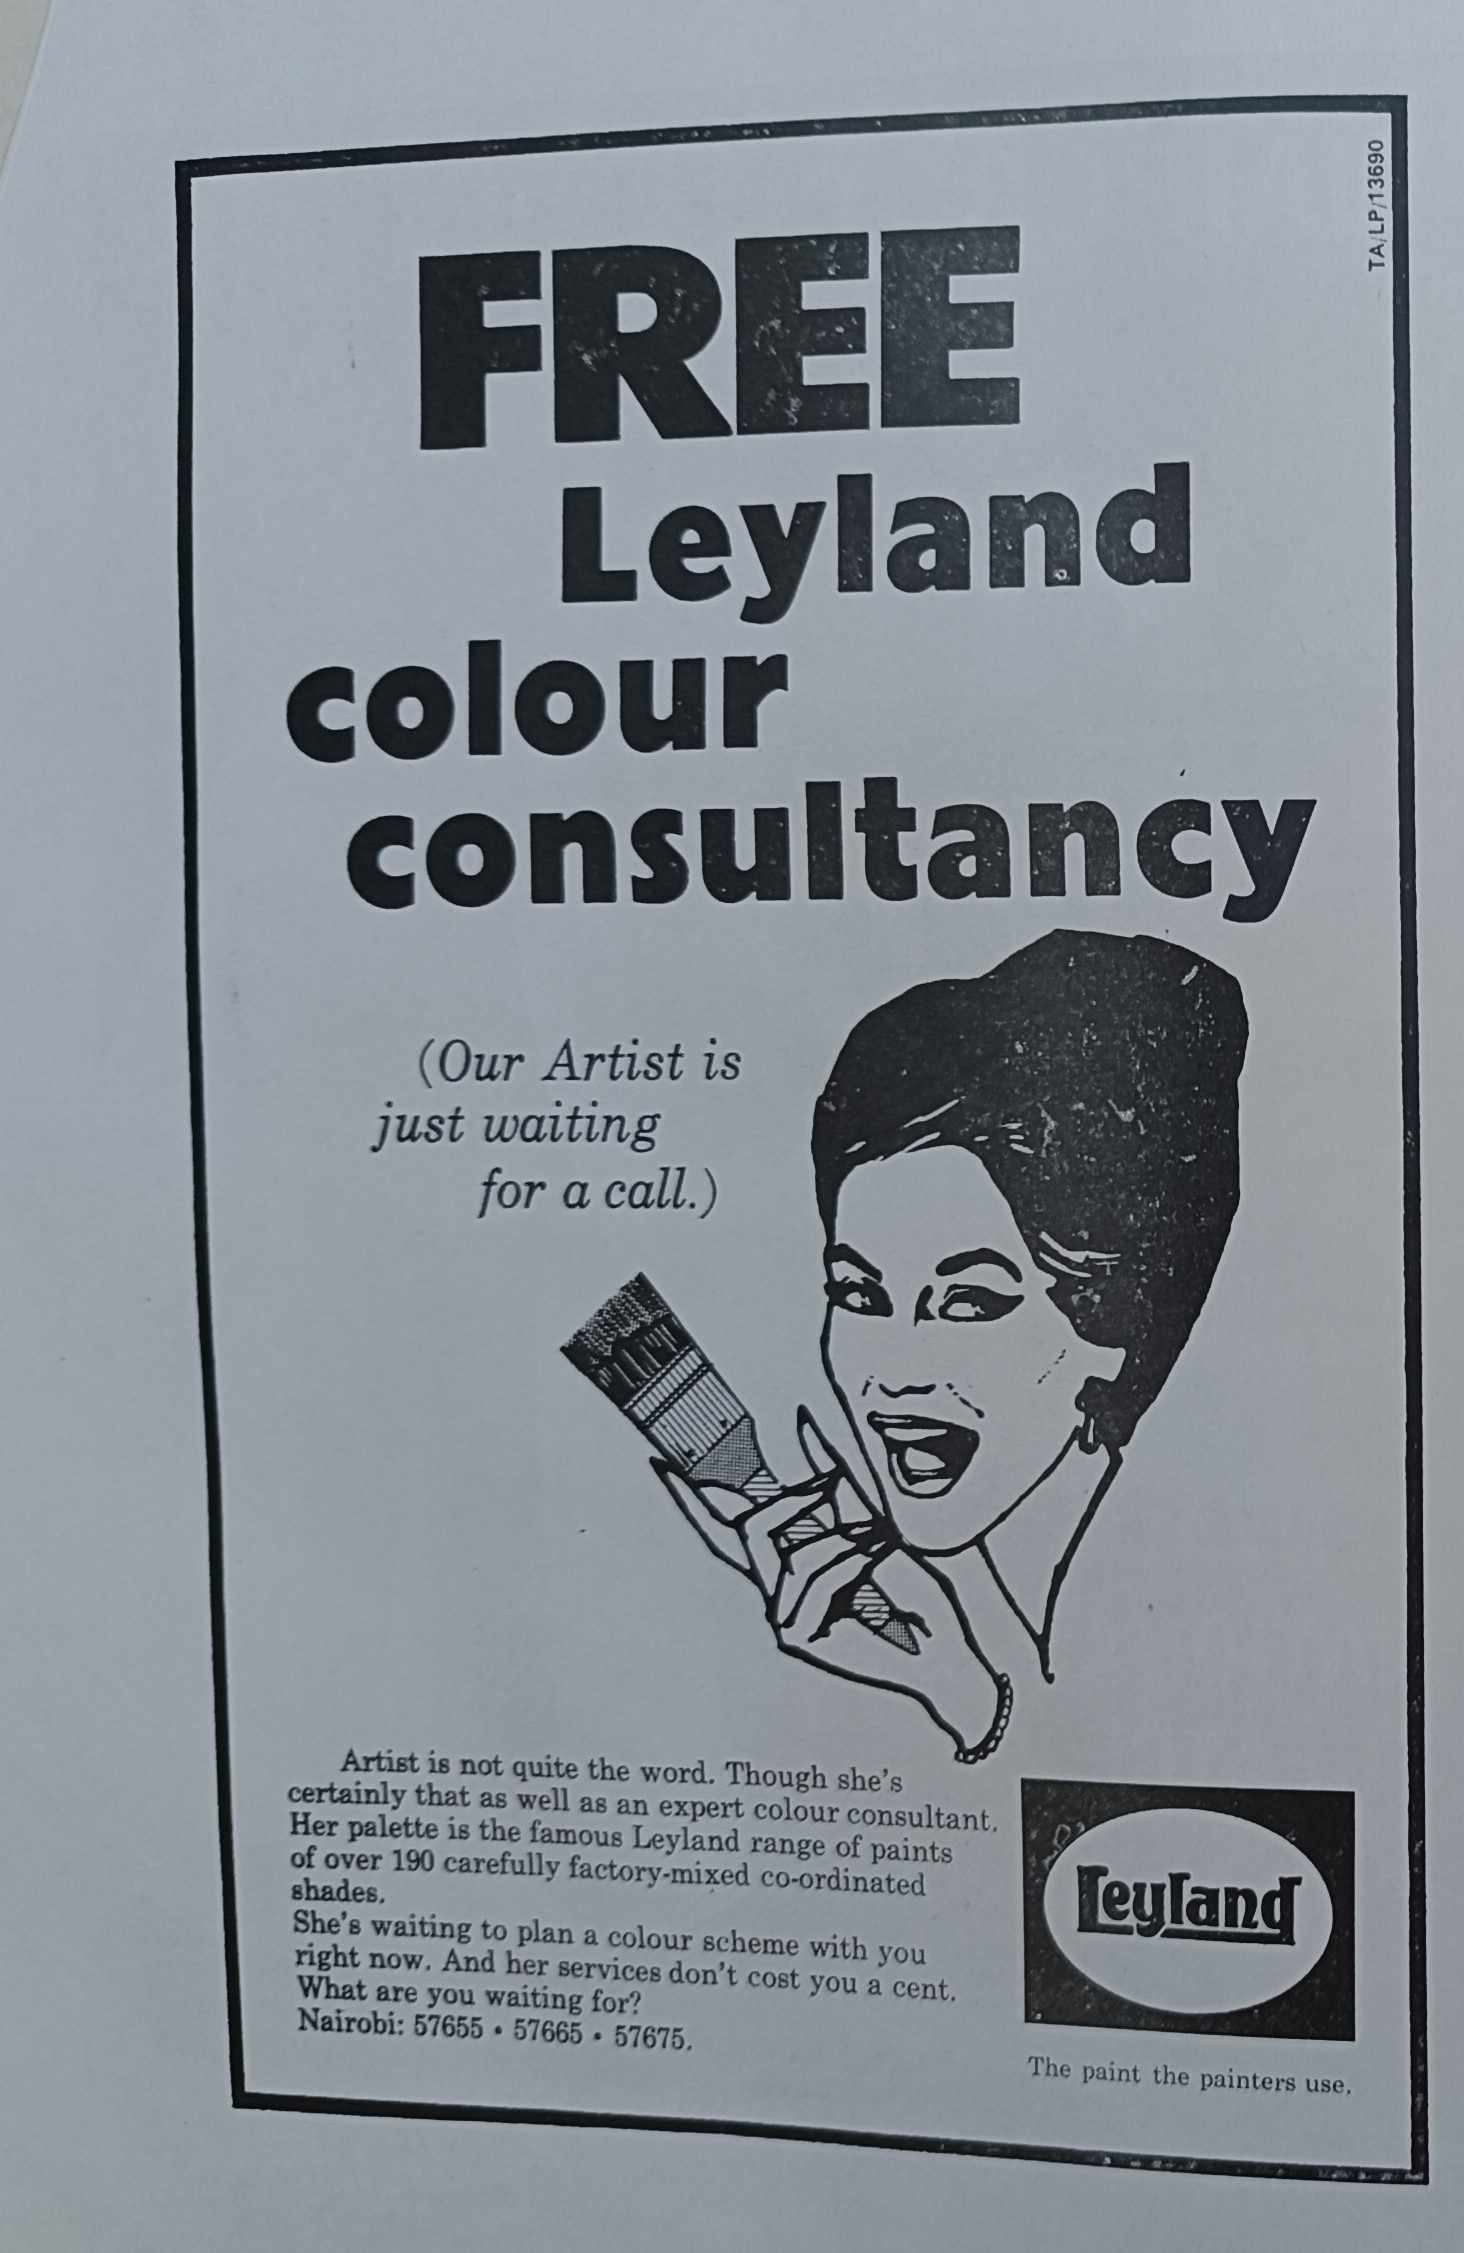 TA/LP/13690
FREE
Leyland
colour
consultancy
(Our Artist is
just waiting
for a call.)
Artist is not quite the word. Though she's
certainly that as well as an expert colour consultant.
Her palette is the famous Leyland range of paints
of over 190 carefully factory-mixed co-ordinated
shades.
She's waiting to plan a colour scheme with you
right now. And her services don't cost you a cent.
What are you waiting for?
Nairobi: 57655 • 57665 • 57675.
Leyland
The paint the painters use.